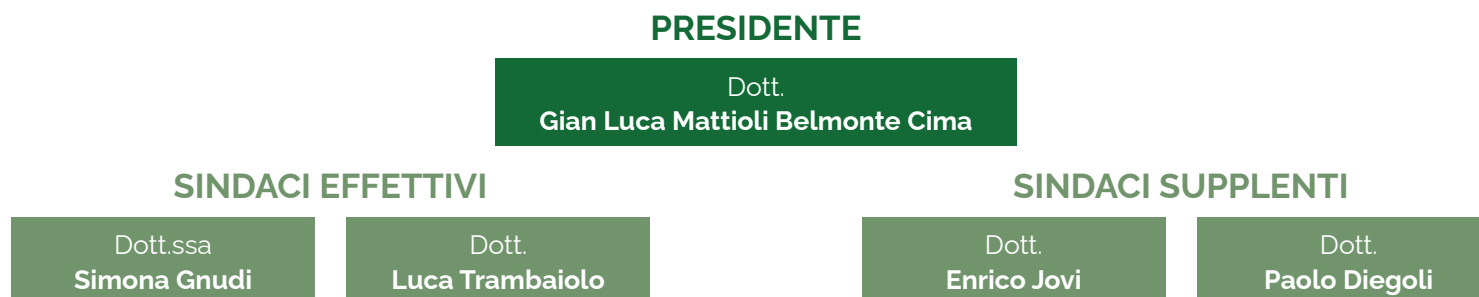 PRESIDENTE
Dott.
Gian Luca Mattioli Belmonte Cima
SINDACI EFFETTIVI
SINDACI SUPPLENTI
Dott.ssa
Simona Gnudi
Dott.
Luca Trambaiolo
Dott.
Enrico Jovi
Dott.
Paolo Diegoli